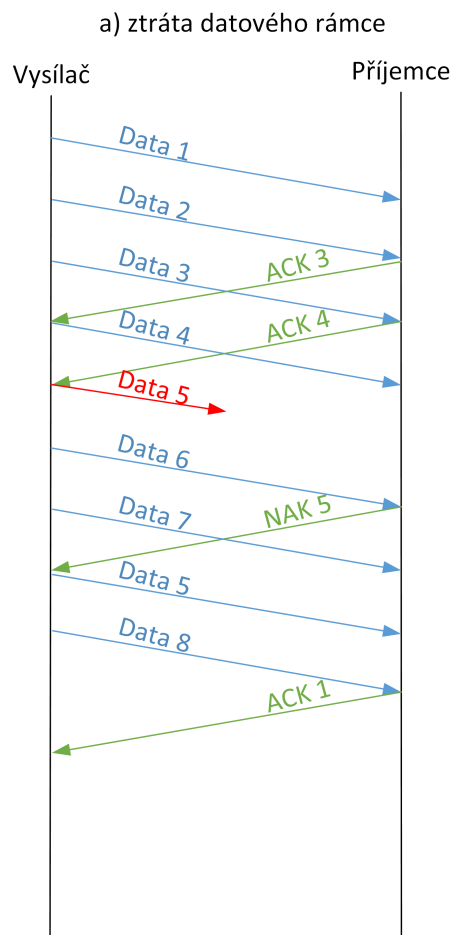 a) ztráta datového rámce
Vysílač
Příjemce
Data 1
Data 2
Data 3
ACK 3
Data 4
ACK 4
Data 5
Data 6
NAK 5
Data 7
Data 5
Data 8
ACK 1